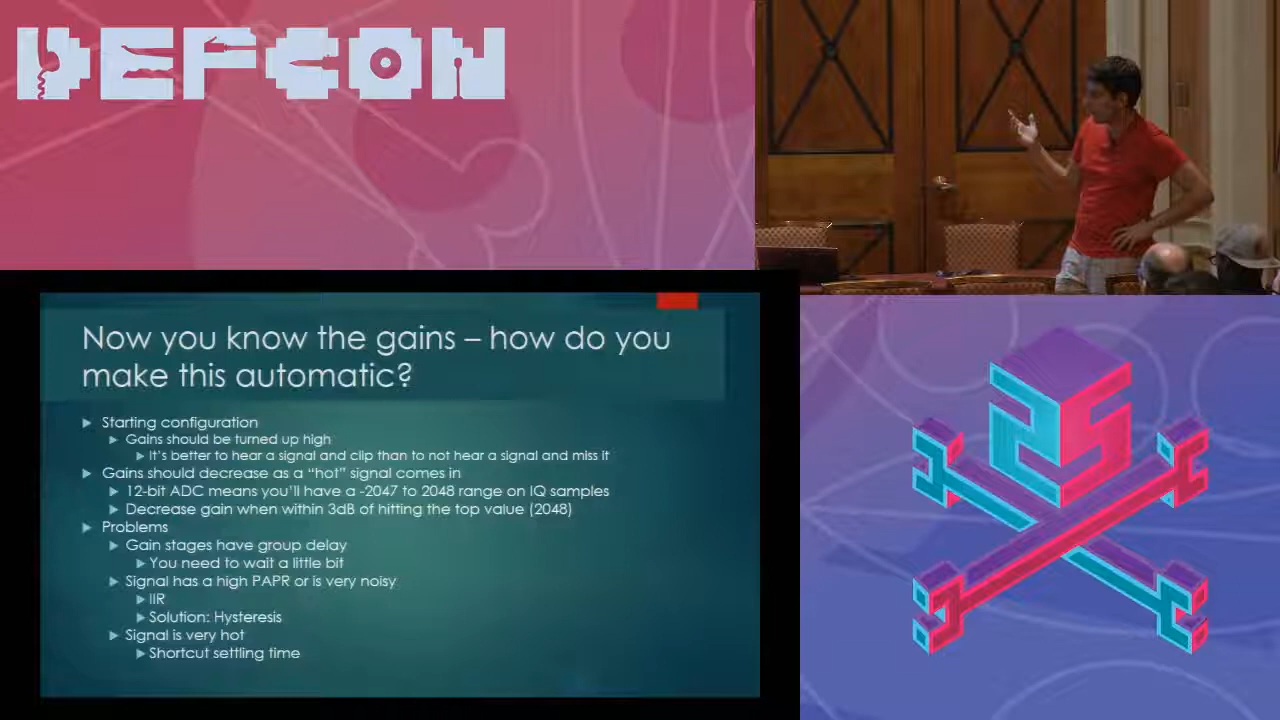 DEFCON
Now you know the gains – how do you
make this automatic?
Starting configuration
Gains should be turned up high
It's better to hear a signal and clip than to not hear a signal and miss it
Gains should decrease as a “hot” signal comes in
12-bit ADC means you'll have a -2047 to 2048 range on IQ samples
Decrease gain when within 3dB of hitting the top value (2048)
Problems
Gain stages have group delay
You need to wait a little bit
Signal has a high PAPR or is very noisy
IIR
Solution: Hysteresis
Signal is very hot
Shortcut settling time
25